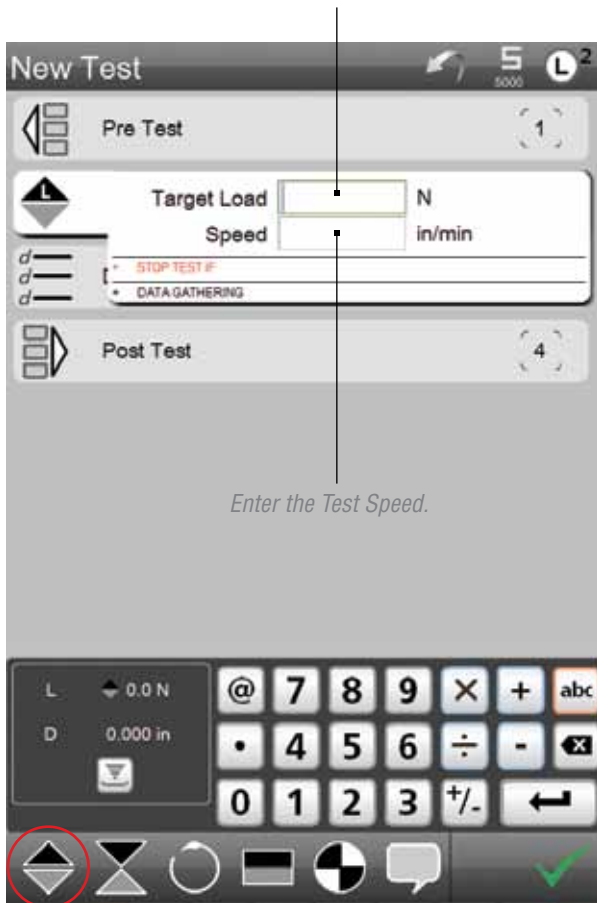 New Test
5
5000
L 2
Pre Test
1
L
Target Load N
Speed in/min
d
d
d
D
• STOP TEST IF
• DATA GATHERING
Post Test
4
Enter the Test Speed.
L 0.0 N
D 0.000 in
@ 7 8 9 × + abc
• 4 5 6 ÷ -
0 1 2 3 +/-